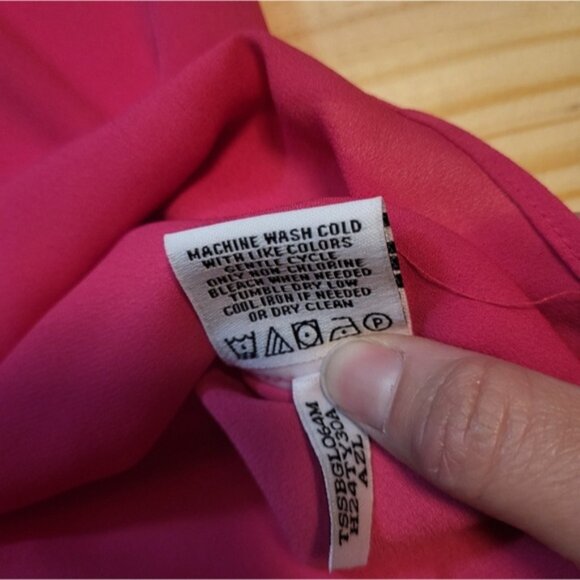 MACHINE WASH COLD
WITH LIKE COLORS
GENTLE CYCLE
ONLY NON-CHLORINE
BLEACH WHEN NEEDED
TUMBLE DRY LOW
COOL IRON IF NEEDED
OR DRY CLEAN
P
TSSBGL064M
H24TY30A
AZL